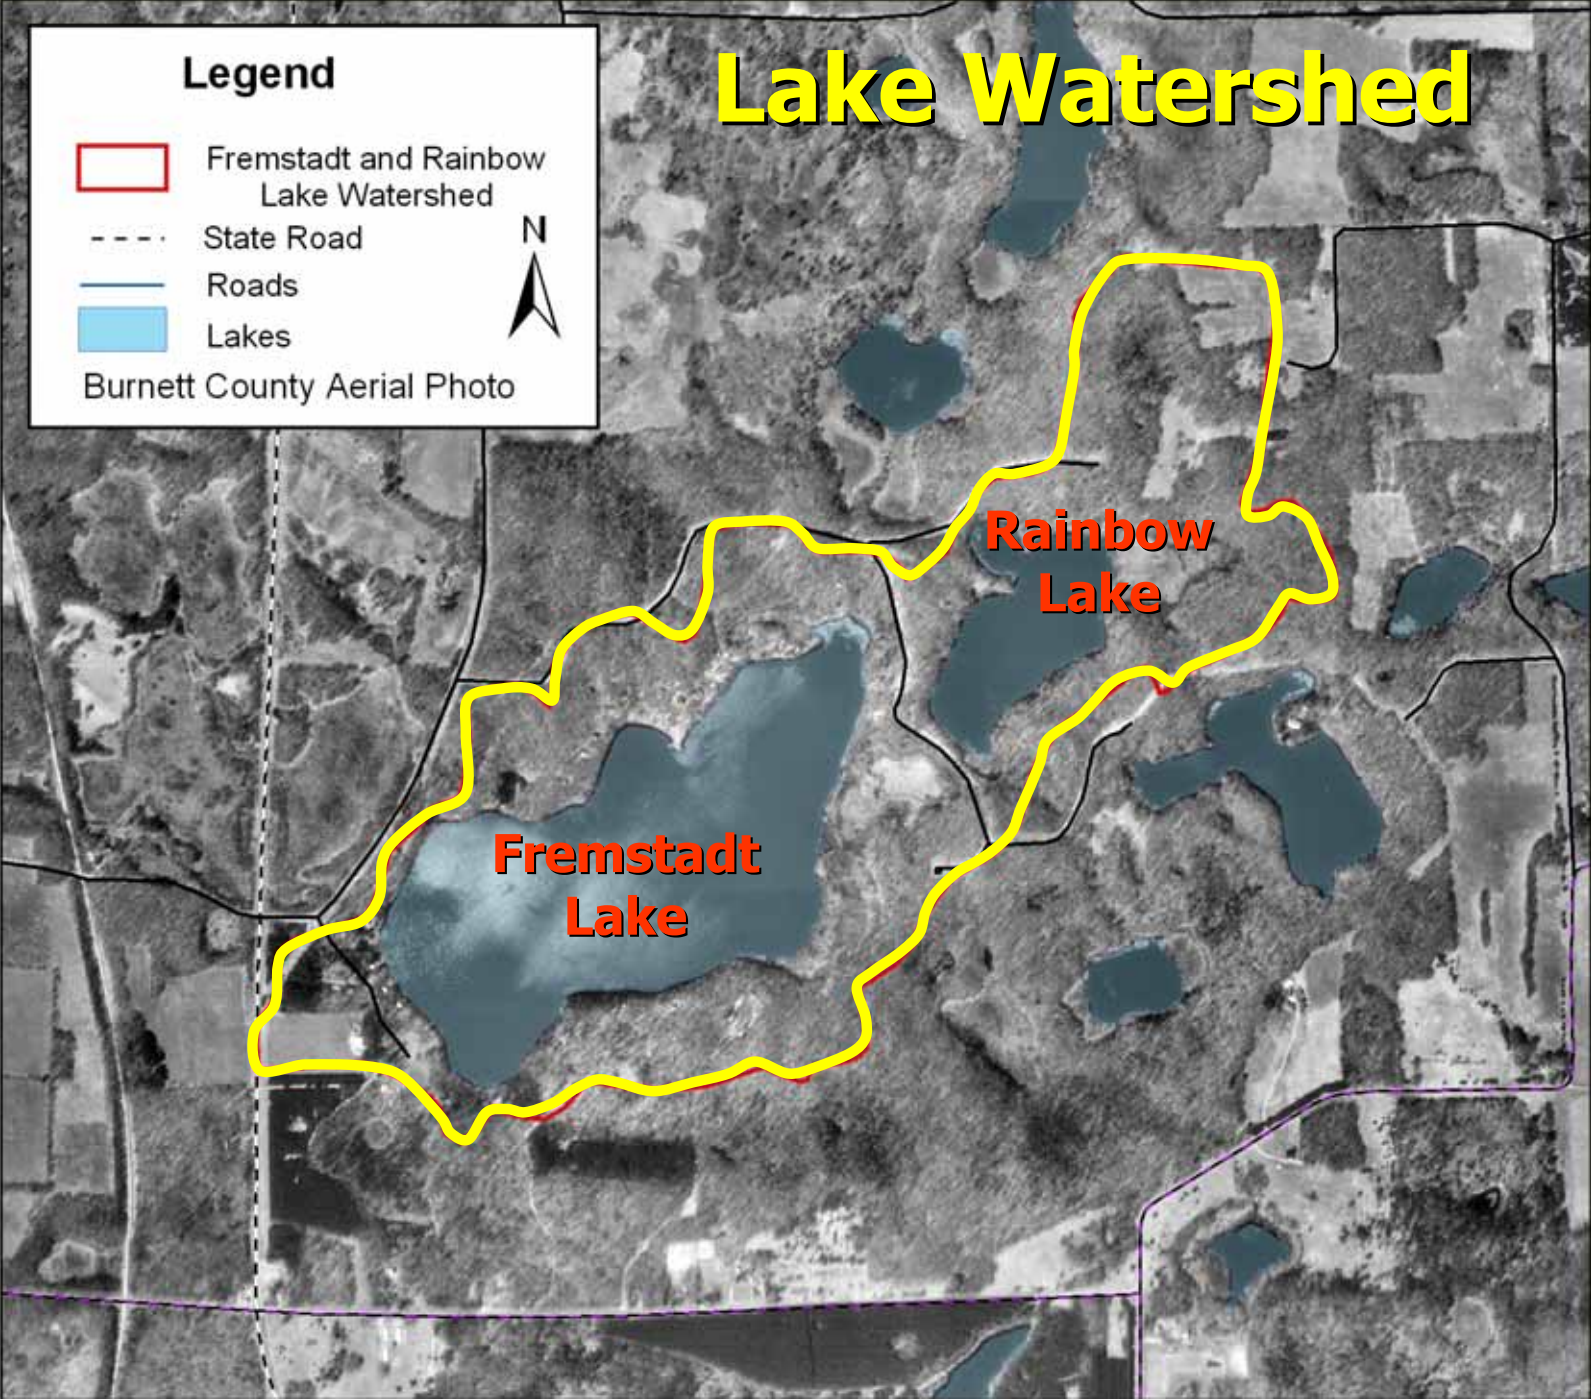 Lake Watershed
Legend
Fremstadt and Rainbow
Lake Watershed
State Road
N
Roads
Lakes
Burnett County Aerial Photo
Rainbow
Lake
Fremstadt
Lake